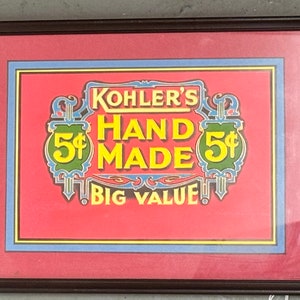 KOHLER'S
5¢ HAND 5¢
MADE
BIG VALUE